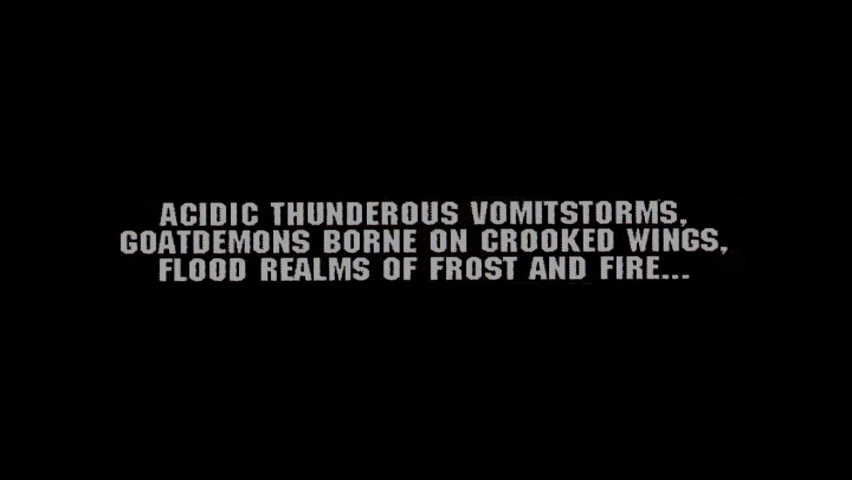 ACIDIC THUNDEROUS VOMITSTORMS,
GOATDEMONS BORNE ON CROOKED WINGS,
FLOOD REALMS OF FROST AND FIRE...